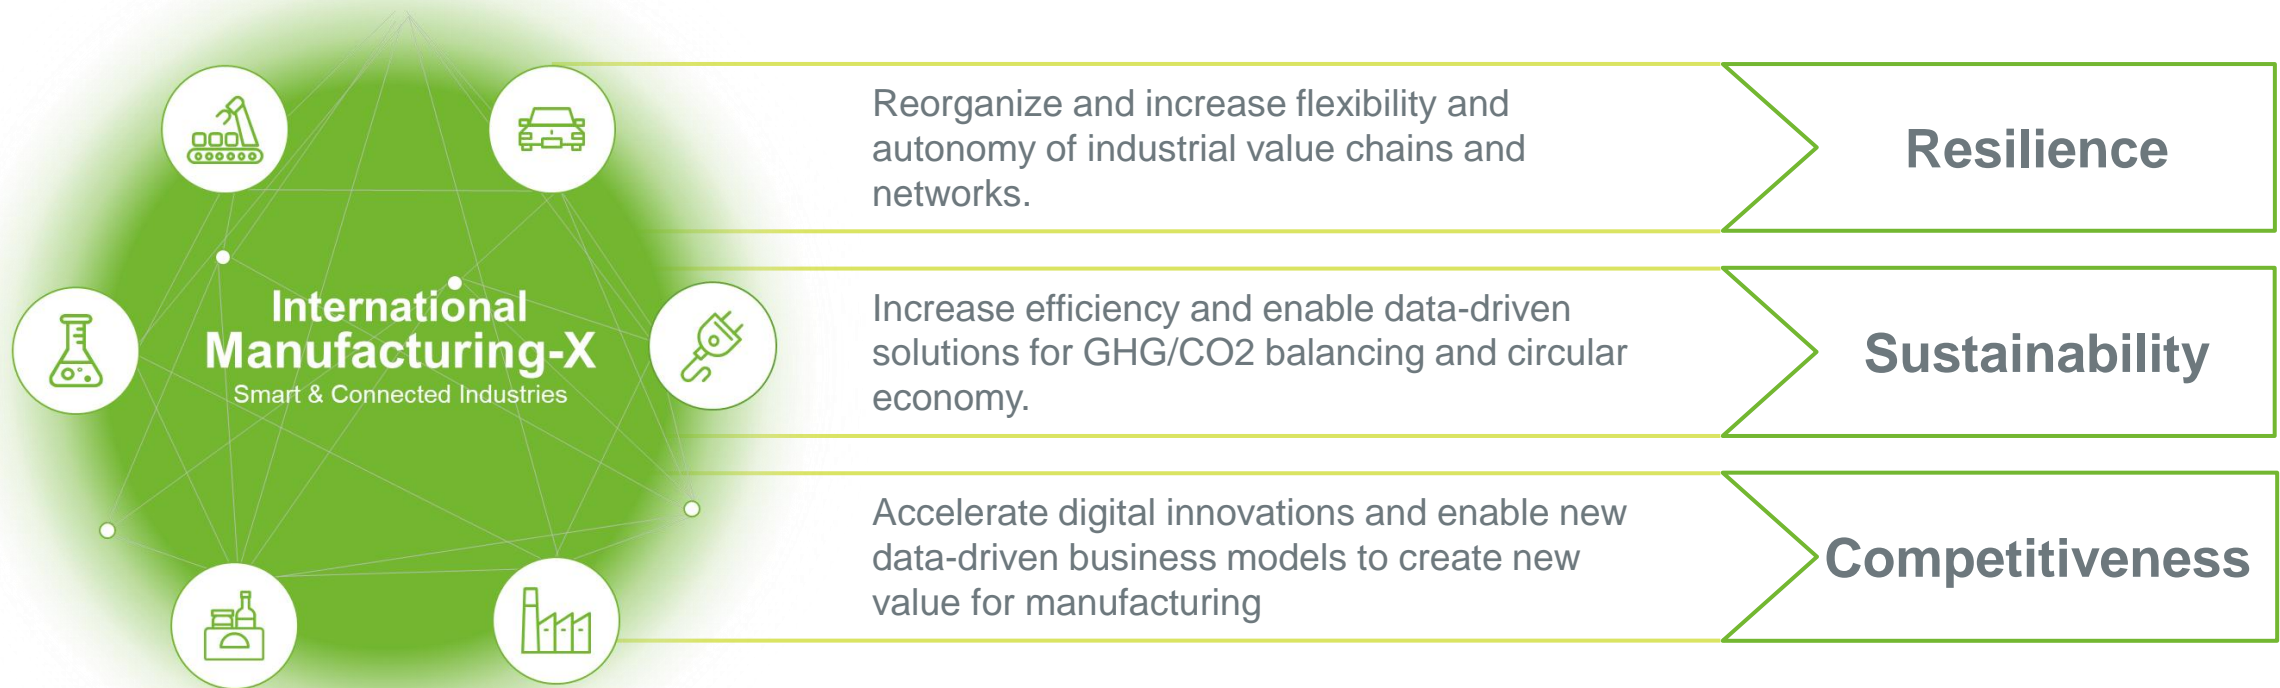 International
Manufacturing-X
Smart & Connected Industries
Reorganize and increase flexibility and
autonomy of industrial value chains and
networks.
Resilience
Increase efficiency and enable data-driven
solutions for GHG/CO2 balancing and circular
economy.
Sustainability
Accelerate digital innovations and enable new
data-driven business models to create new
value for manufacturing
Competitiveness